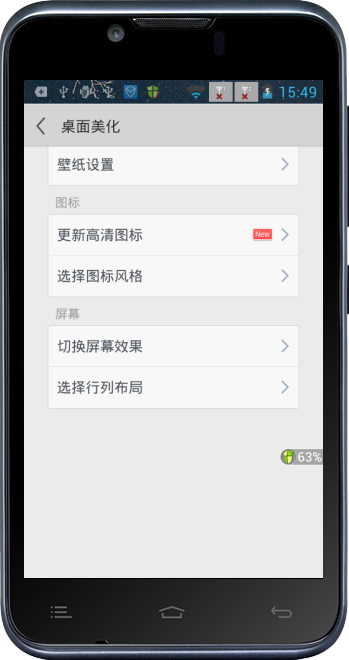 15:49
桌面美化
壁纸设置
图标
更新高清图标 New
选择图标风格
屏幕
切换屏幕效果
选择行列布局
63%